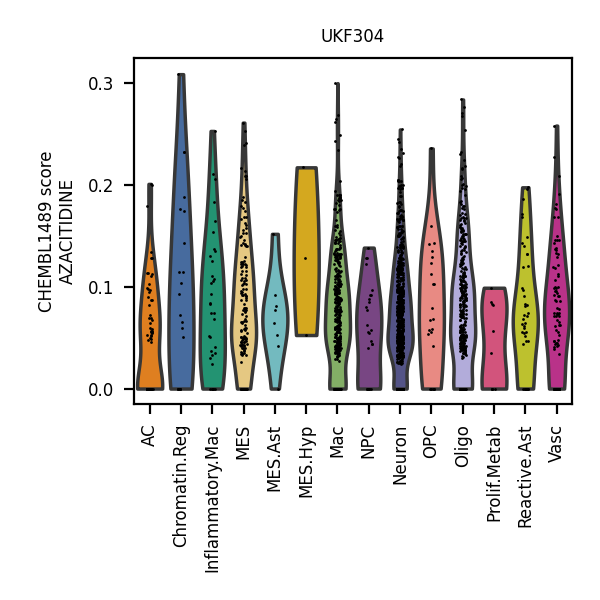 UKF304
CHEMBL1489 score
AZACITIDINE
0.3
0.2
0.1
0.0
AC
Chromatin.Reg
Inflammatory.Mac
MES
MES.Ast
MES.Hyp
Mac
NPC
Neuron
OPC
Oligo
Prolif.Metab
Reactive.Ast
Vasc